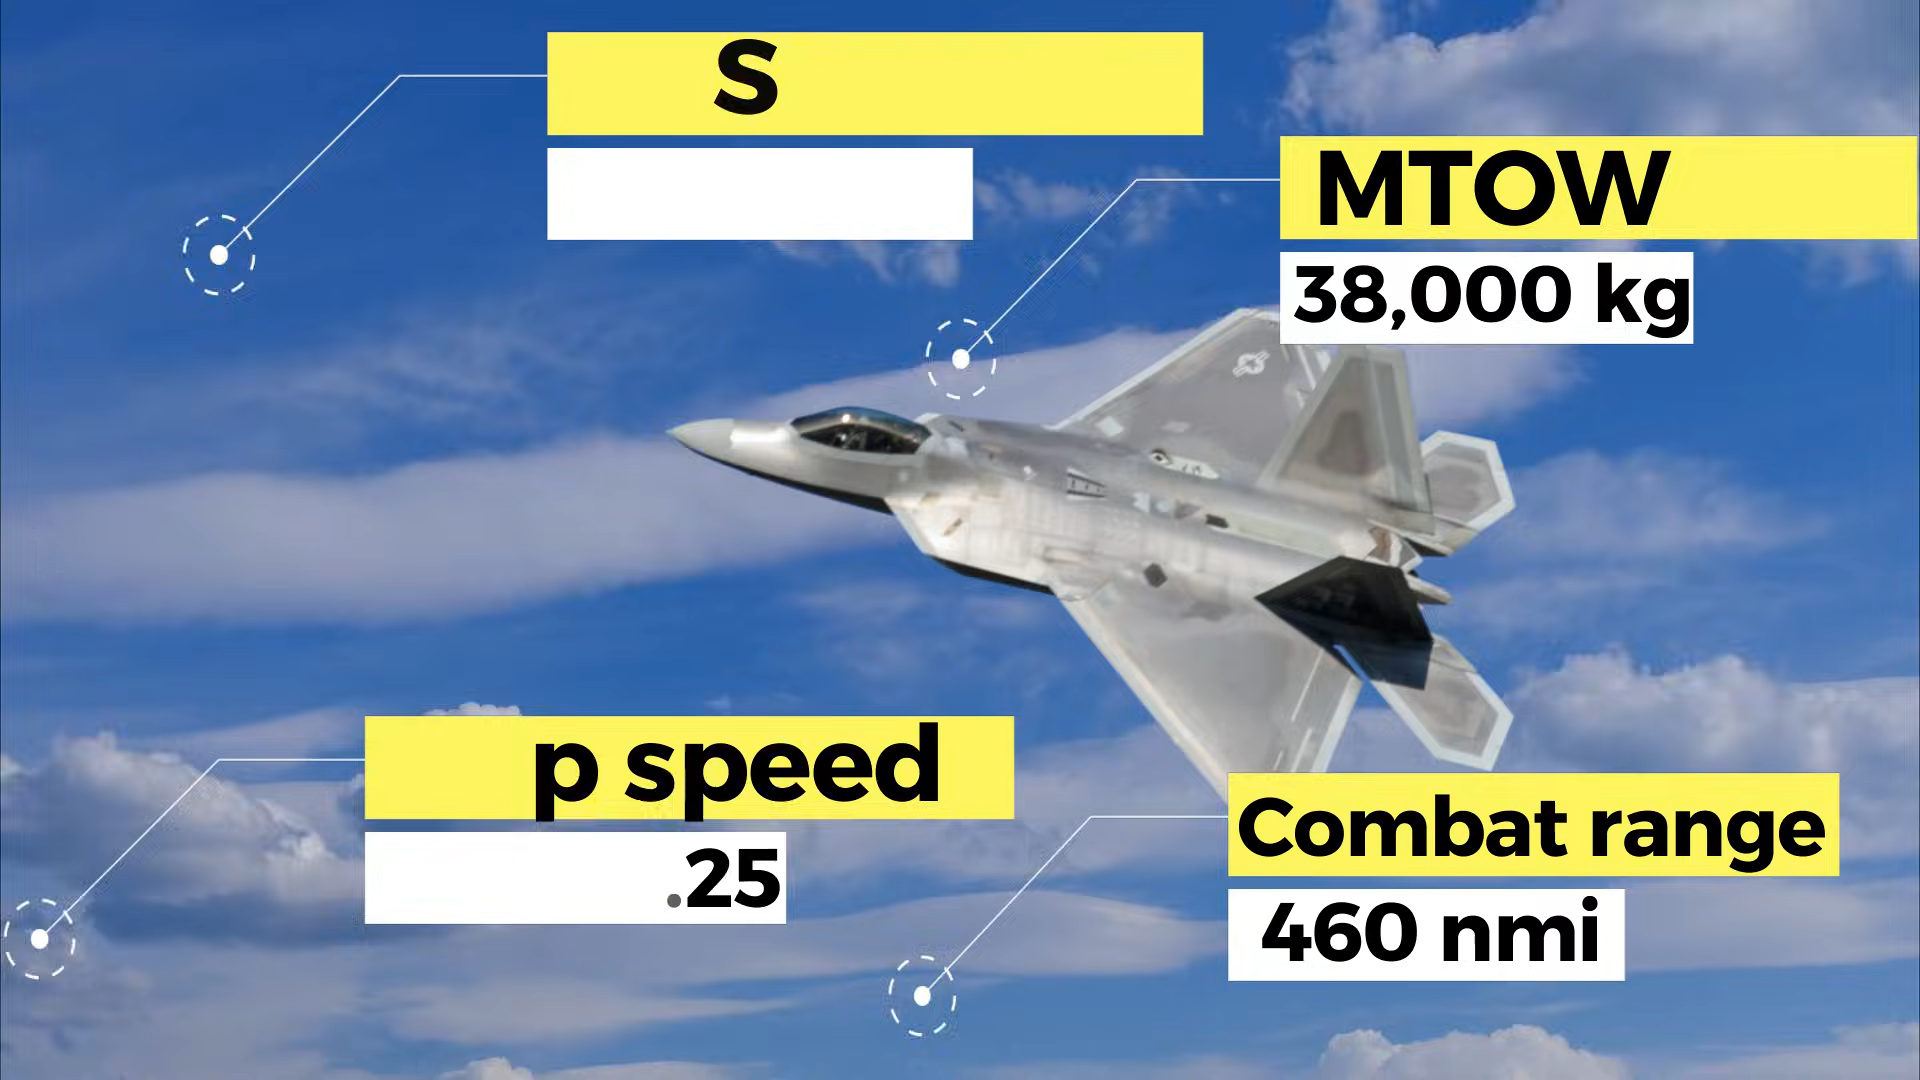 S
MTOW
38,000 kg
p speed
.25
Combat range
460 nmi